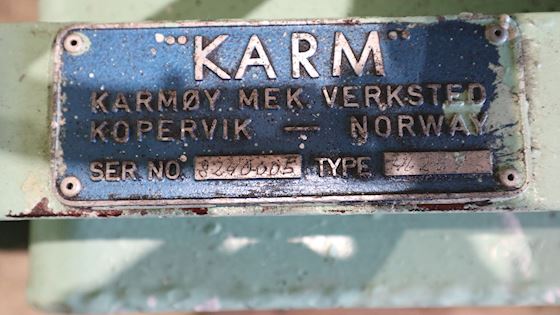 "KARM"
KARMØY MEK. VERKSTED
KOPERVIK — NORWAY
SER. NO. 8240005 TYPE